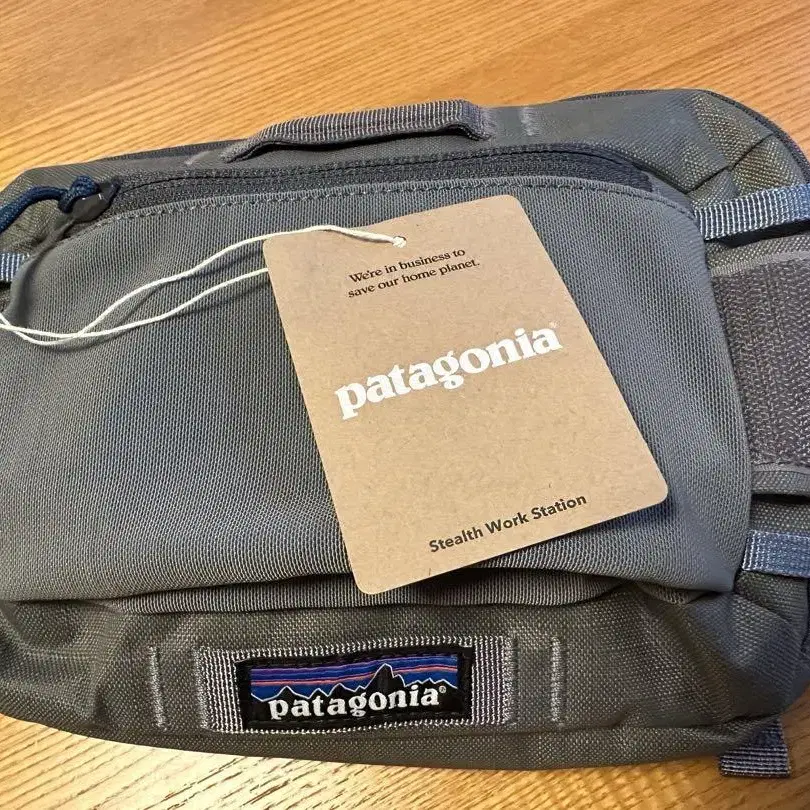 We're in business to
save our home planet.
patagonia®
Stealth Work Station
patagonia®